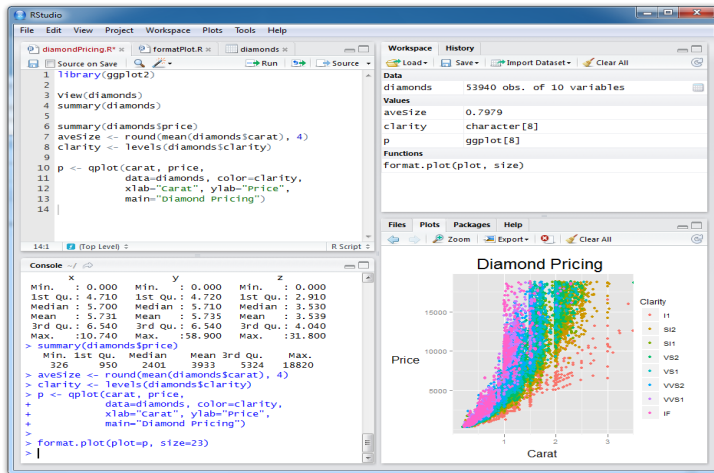 RStudio
File Edit View Project Workspace Plots Tools Help
diamondPricing.R* × formatPlot.R × diamonds ×
Source on Save Run Source
1 library(ggplot2)
2
3 View(diamonds)
4 summary(diamonds)
5
6 summary(diamonds$price)
7 aveSize <- round(mean(diamonds$carat), 4)
8 clarity <- levels(diamonds$clarity)
9
10 p <- qplot(carat, price,
11 data=diamonds, color=clarity,
12 xlab="Carat", ylab="Price",
13 main="Diamond Pricing")
14
14:1 (Top Level) R Script
Console ~/
x y z
Min. : 0.000 Min. : 0.000 Min. : 0.000
1st Qu.: 4.710 1st Qu.: 4.720 1st Qu.: 2.910
Median : 5.700 Median : 5.710 Median : 3.530
Mean : 5.731 Mean : 5.735 Mean : 3.539
3rd Qu.: 6.540 3rd Qu.: 6.540 3rd Qu.: 4.040
Max. :10.740 Max. :58.900 Max. :31.800
> summary(diamonds$price)
Min. 1st Qu. Median Mean 3rd Qu. Max.
326 950 2401 3933 5324 18820
> aveSize <- round(mean(diamonds$carat), 4)
> clarity <- levels(diamonds$clarity)
> p <- qplot(carat, price,
+ data=diamonds, color=clarity,
+ xlab="Carat", ylab="Price",
+ main="Diamond Pricing")
>
> format.plot(plot=p, size=23)
>
Workspace History
Load Save Import Dataset Clear All
Data
diamonds 53940 obs. of 10 variables
Values
aveSize 0.7979
clarity character[8]
p ggplot[8]
Functions
format.plot(plot, size)
Files Plots Packages Help
Zoom Export Clear All
Diamond Pricing
Price
15000
10000
5000
1 2 3
Carat
Clarity
I1
SI2
SI1
VS2
VS1
VVS2
VVS1
IF